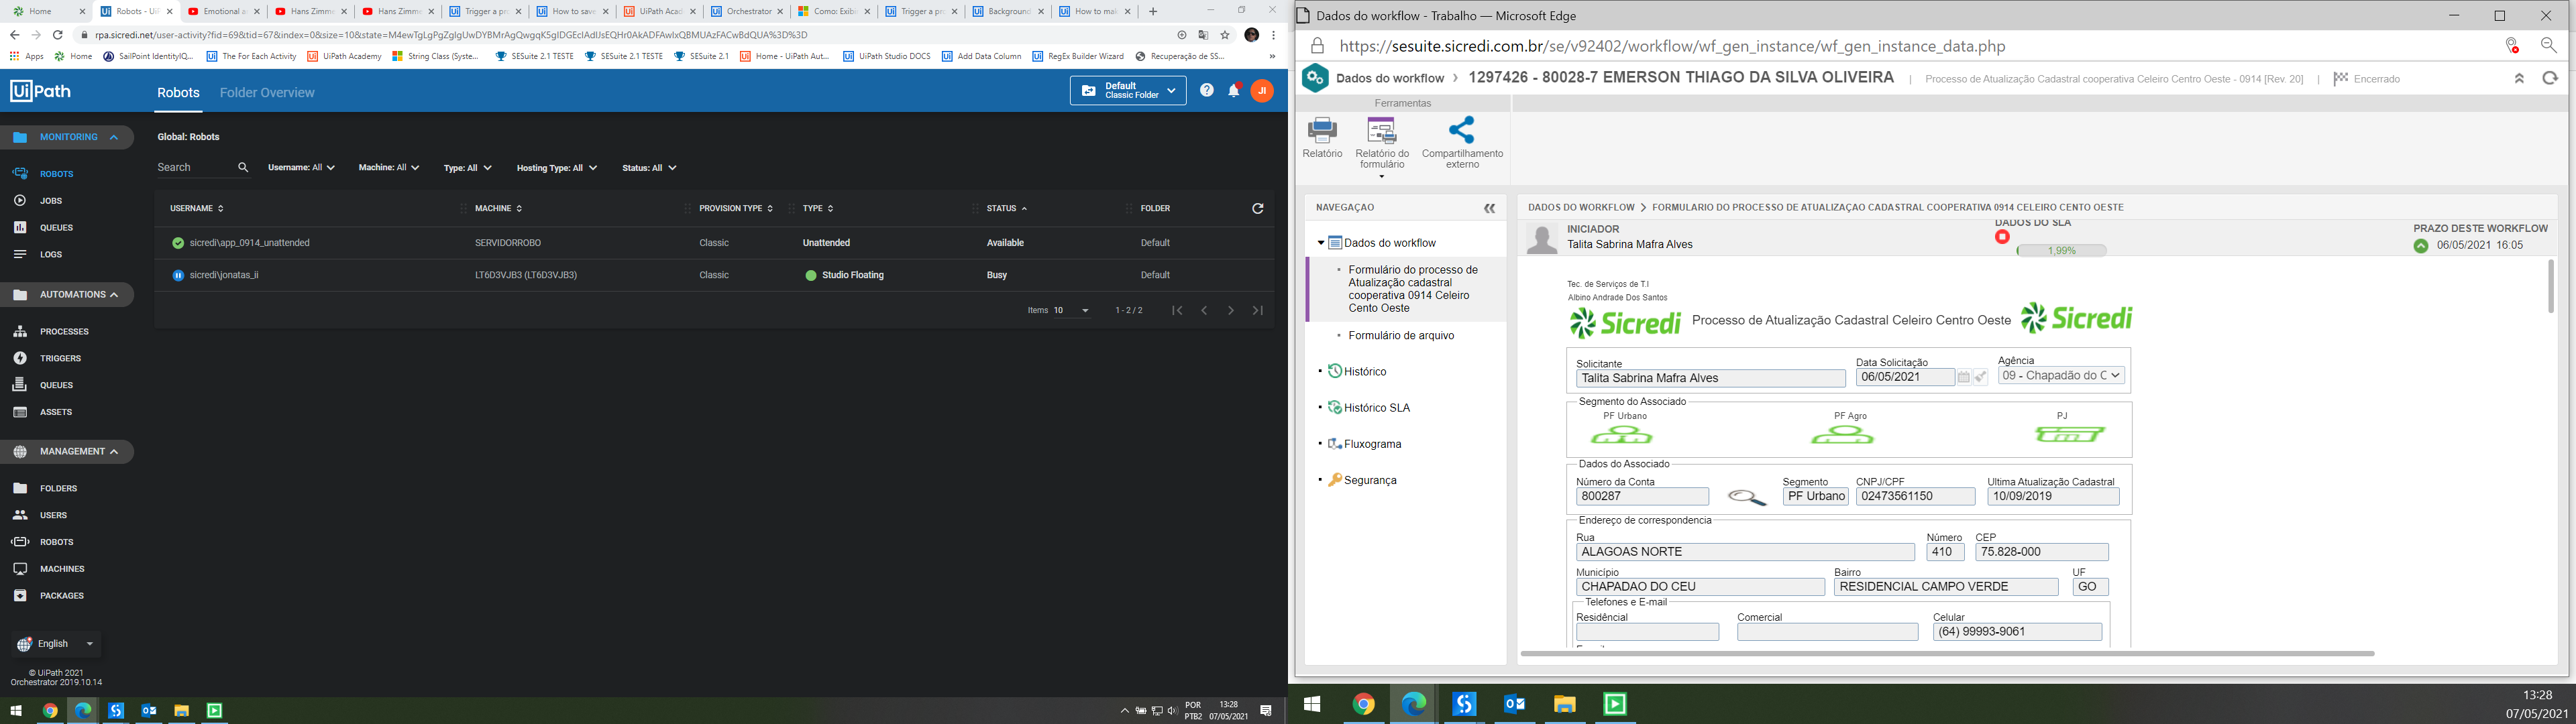 Home
Robots - UiP
Emotional an
Hans Zimme
Hans Zimme
Trigger a pro
How to save
UiPath Acad
Orchestrator
Como: Exibi
Trigger a pro
Background
How to mak
rpa.sicredi.net/user-activity?fid=69&tid=67&index=0&size=10&state=
Apps
Home
SailPoint IdentityIQ...
The For Each Activity
UiPath Academy
String Class (Syste...
SESuite 2.1 TESTE
SESuite 2.1 TESTE
SESuite 2.1
Home - UiPath Aut...
UiPath Studio DOCS
Add Data Column
RegEx Builder Wizard
Recuperação de SS...
UiPath
Robots
Folder Overview
Default
Classic Folder
JI
MONITORING
ROBOTS
JOBS
QUEUES
LOGS
AUTOMATIONS
PROCESSES
TRIGGERS
QUEUES
ASSETS
MANAGEMENT
FOLDERS
USERS
ROBOTS
MACHINES
PACKAGES
English
© UiPath 2021
Orchestrator 2019.10.14
Global: Robots
Search
Username: All
Machine: All
Type: All
Hosting Type: All
Status: All
USERNAME MACHINE PROVISION TYPE TYPE STATUS FOLDER
sicredi\app_0914_unattended SERVIDORROBO Classic Unattended Available Default
sicredi\jonatas_ii LT6D3VJB3 (LT6D3VJB3) Classic Studio Floating Busy Default
Items 10 1 - 2 / 2
POR
PTB2
13:28
07/05/2021
Dados do workflow - Trabalho — Microsoft Edge
https://sesuite.sicredi.com.br/se/v92402/workflow/wf_gen_instance/wf_gen_instance_data.php
Dados do workflow > 1297426 - 80028-7 EMERSON THIAGO DA SILVA OLIVEIRA | Processo de Atualização Cadastral cooperativa Celeiro Centro Oeste - 0914 [Rev. 20] | Encerrado
Ferramentas
Relatório
Relatório do
formulário
Compartilhamento
externo
NAVEGAÇÃO
Dados do workflow
Formulário do processo de
Atualização cadastral
cooperativa 0914 Celeiro
Cento Oeste
Formulário de arquivo
Histórico
Histórico SLA
Fluxograma
Segurança
DADOS DO WORKFLOW > FORMULÁRIO DO PROCESSO DE ATUALIZAÇÃO CADASTRAL COOPERATIVA 0914 CELEIRO CENTO OESTE
INICIADOR
Talita Sabrina Mafra Alves
DADOS DO SLA
1,99%
PRAZO DESTE WORKFLOW
06/05/2021 16:05
Tec. de Serviços de T.I
Albino Andrade Dos Santos
Sicredi
Processo de Atualização Cadastral Celeiro Centro Oeste
Sicredi
Solicitante
Talita Sabrina Mafra Alves
Data Solicitação
06/05/2021
Agência
09 - Chapadão do C
Segmento do Associado
PF Urbano
PF Agro
PJ
Dados do Associado
Número da Conta
800287
Segmento
PF Urbano
CNPJ/CPF
02473561150
Ultima Atualização Cadastral
10/09/2019
Endereço de correspondencia
Rua
ALAGOAS NORTE
Número
410
CEP
75.828-000
Município
CHAPADAO DO CEU
Bairro
RESIDENCIAL CAMPO VERDE
UF
GO
Telefones e E-mail
Residêncial
Comercial
Celular
(64) 99993-9061
13:28
07/05/2021